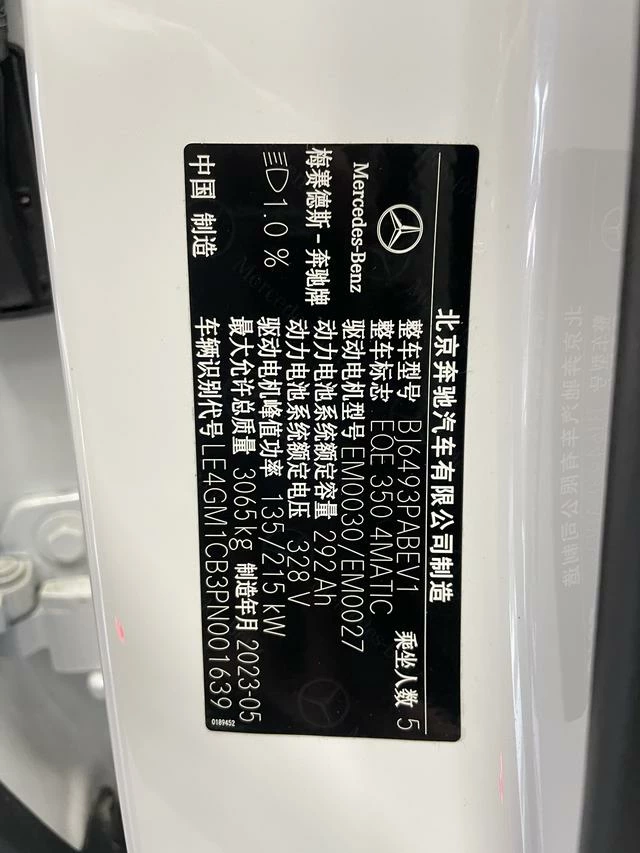 北京奔驰汽车有限公司制造
Mercedes-Benz
梅赛德斯-奔驰牌
1.0 %
中国 制造
整车型号 BJ6493PABEV1
整车标志 EQE 350 4MATIC 乘坐人数 5
驱动电机型号 EM0030/EM0027
动力电池系统额定容量 292 Ah
动力电池系统额定电压 328 V
驱动电机峰值功率 135/215 kW
最大允许总质量 3065kg 制造年月 2023-05
车辆识别代号 LE4GM1CB3PN001639
0189452